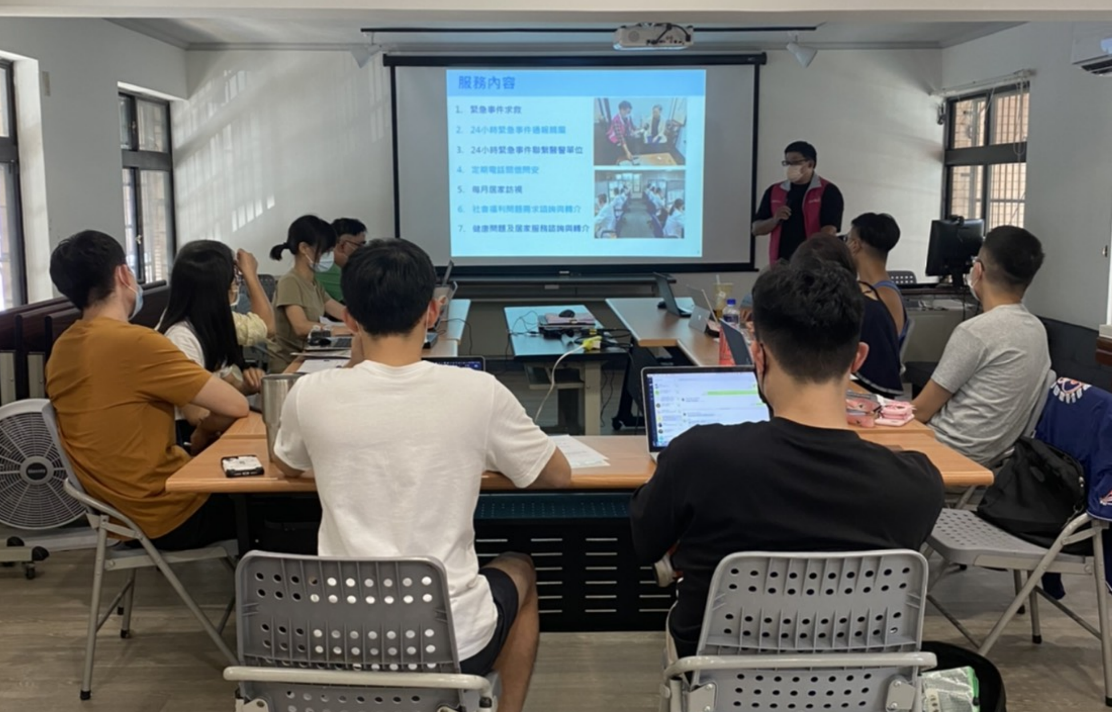 服務內容
1. 緊急事件求救
2. 24小時緊急事件通報救護
3. 24小時緊急事件聯繫醫警單位
4. 定期電話關懷問安
5. 每月居家訪視
6. 社會福利問題需求諮詢與轉介
7. 健康問題及居家服務諮詢與轉介